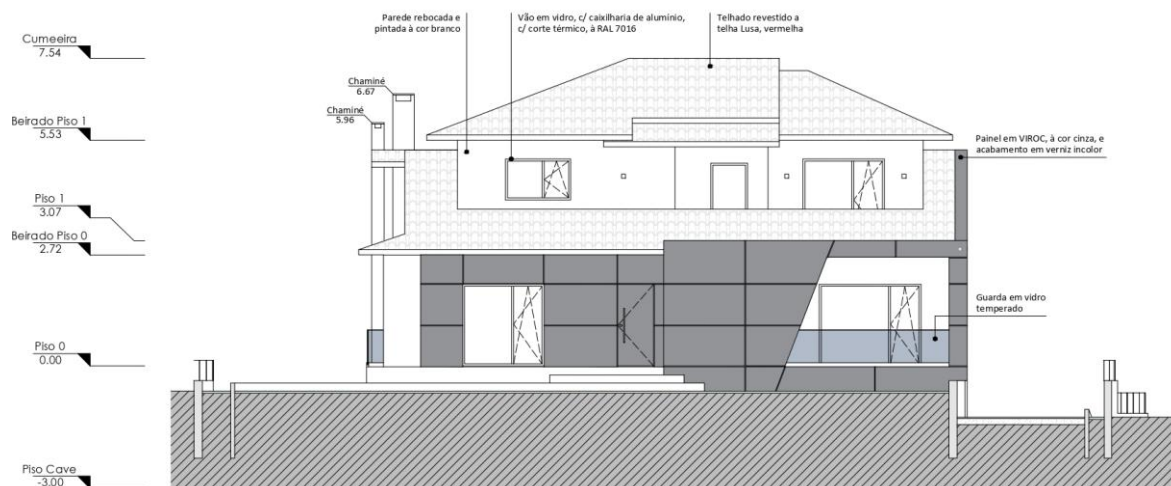 Cumeeira
7.54
Beirado Piso 1
5.53
Piso 1
3.07
Beirado Piso 0
2.72
Piso 0
0.00
Piso Cave
-3.00
Parede rebocada e
pintada à cor branco
Vão em vidro, c/ caixilharia de alumínio,
c/ corte térmico, à RAL 7016
Telhado revestido a
telha Lusa, vermelha
Chaminé
6.67
Chaminé
5.96
Painel em VIROC, à cor cinza, e
acabamento em verniz incolor
Guarda em vidro
temperado